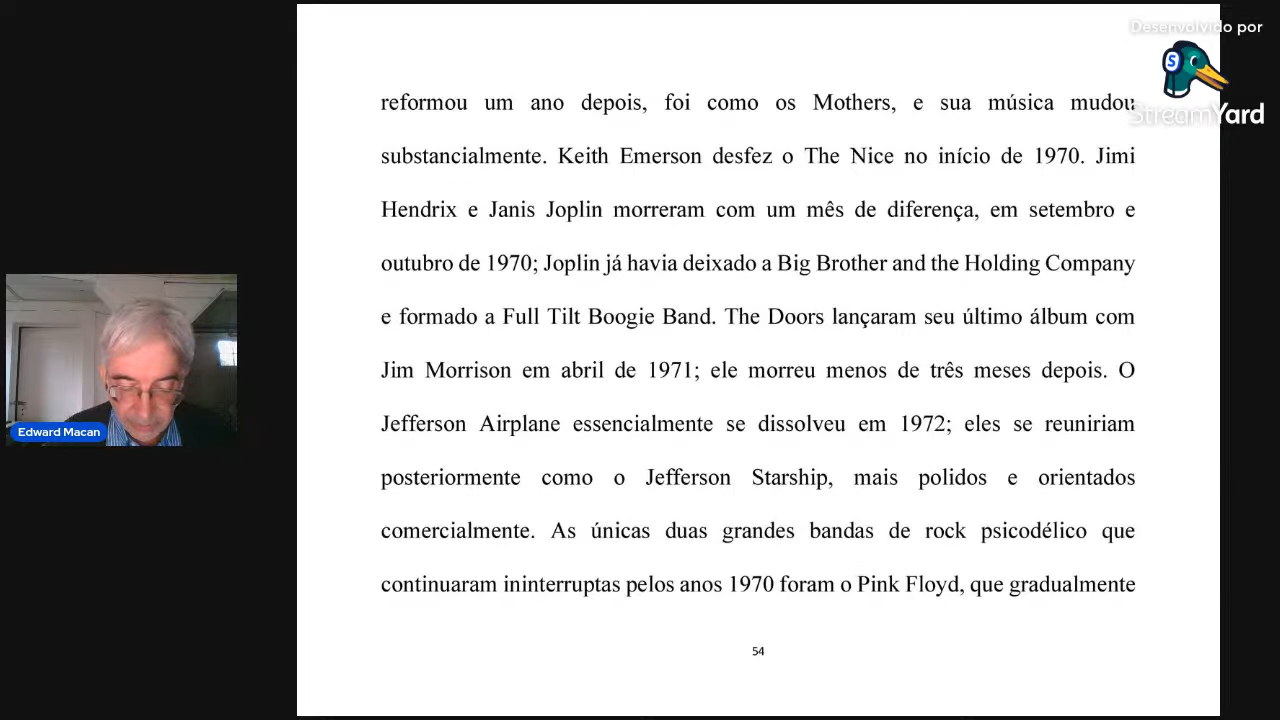 Desenvolvido por
StreamYard
reformou um ano depois, foi como os Mothers, e sua música mudou
substancialmente. Keith Emerson desfez o The Nice no início de 1970. Jimi
Hendrix e Janis Joplin morreram com um mês de diferença, em setembro e
outubro de 1970; Joplin já havia deixado a Big Brother and the Holding Company
e formado a Full Tilt Boogie Band. The Doors lançaram seu último álbum com
Jim Morrison em abril de 1971; ele morreu menos de três meses depois. O
Jefferson Airplane essencialmente se dissolveu em 1972; eles se reuniriam
posteriormente como o Jefferson Starship, mais polidos e orientados
comercialmente. As únicas duas grandes bandas de rock psicodélico que
continuaram ininterruptas pelos anos 1970 foram o Pink Floyd, que gradualmente
54
Edward Macan